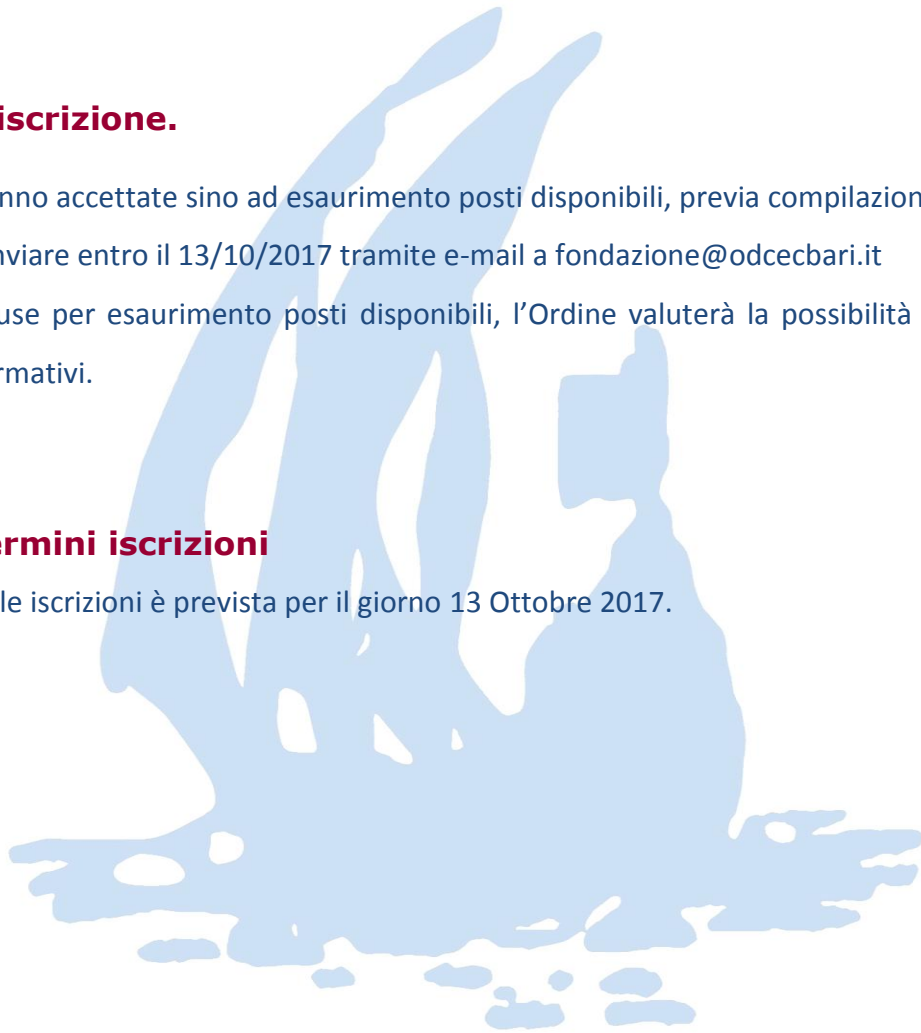 iscrizione.
nno accettate sino ad esaurimento posti disponibili, previa compilazion
nviare entro il 13/10/2017 tramite e-mail a fondazione@odcecbari.it
use per esaurimento posti disponibili, l’Ordine valuterà la possibilità
rmativi.
ermini iscrizioni
le iscrizioni è prevista per il giorno 13 Ottobre 2017.